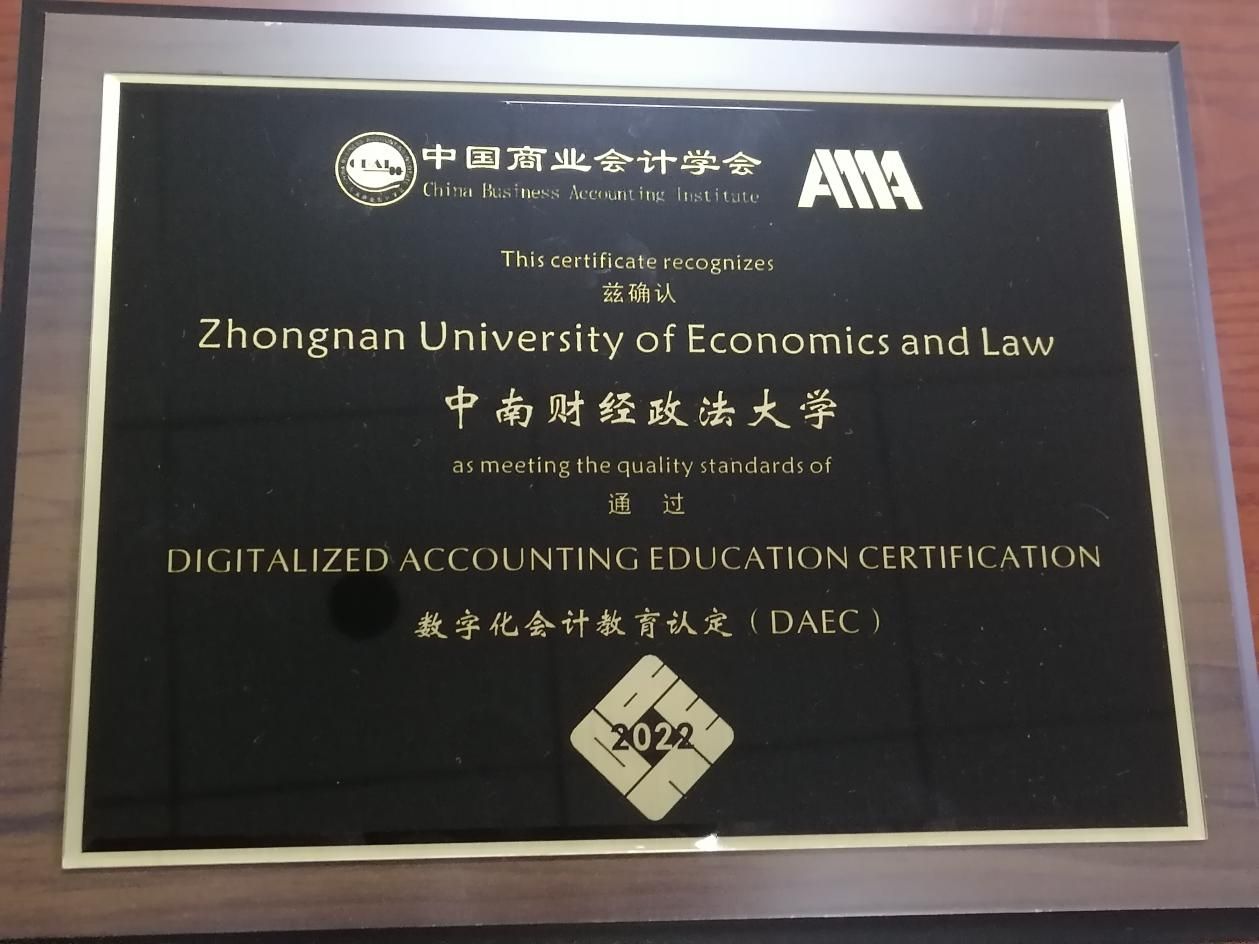 中国商业会计学会
China Business Accounting Institute
This certificate recognizes
兹确认
Zhongnan University of Economics and Law
中南财经政法大学
as meeting the quality standards of
通 过
DIGITALIZED ACCOUNTING EDUCATION CERTIFICATION
数字化会计教育认定（DAEC）
2022